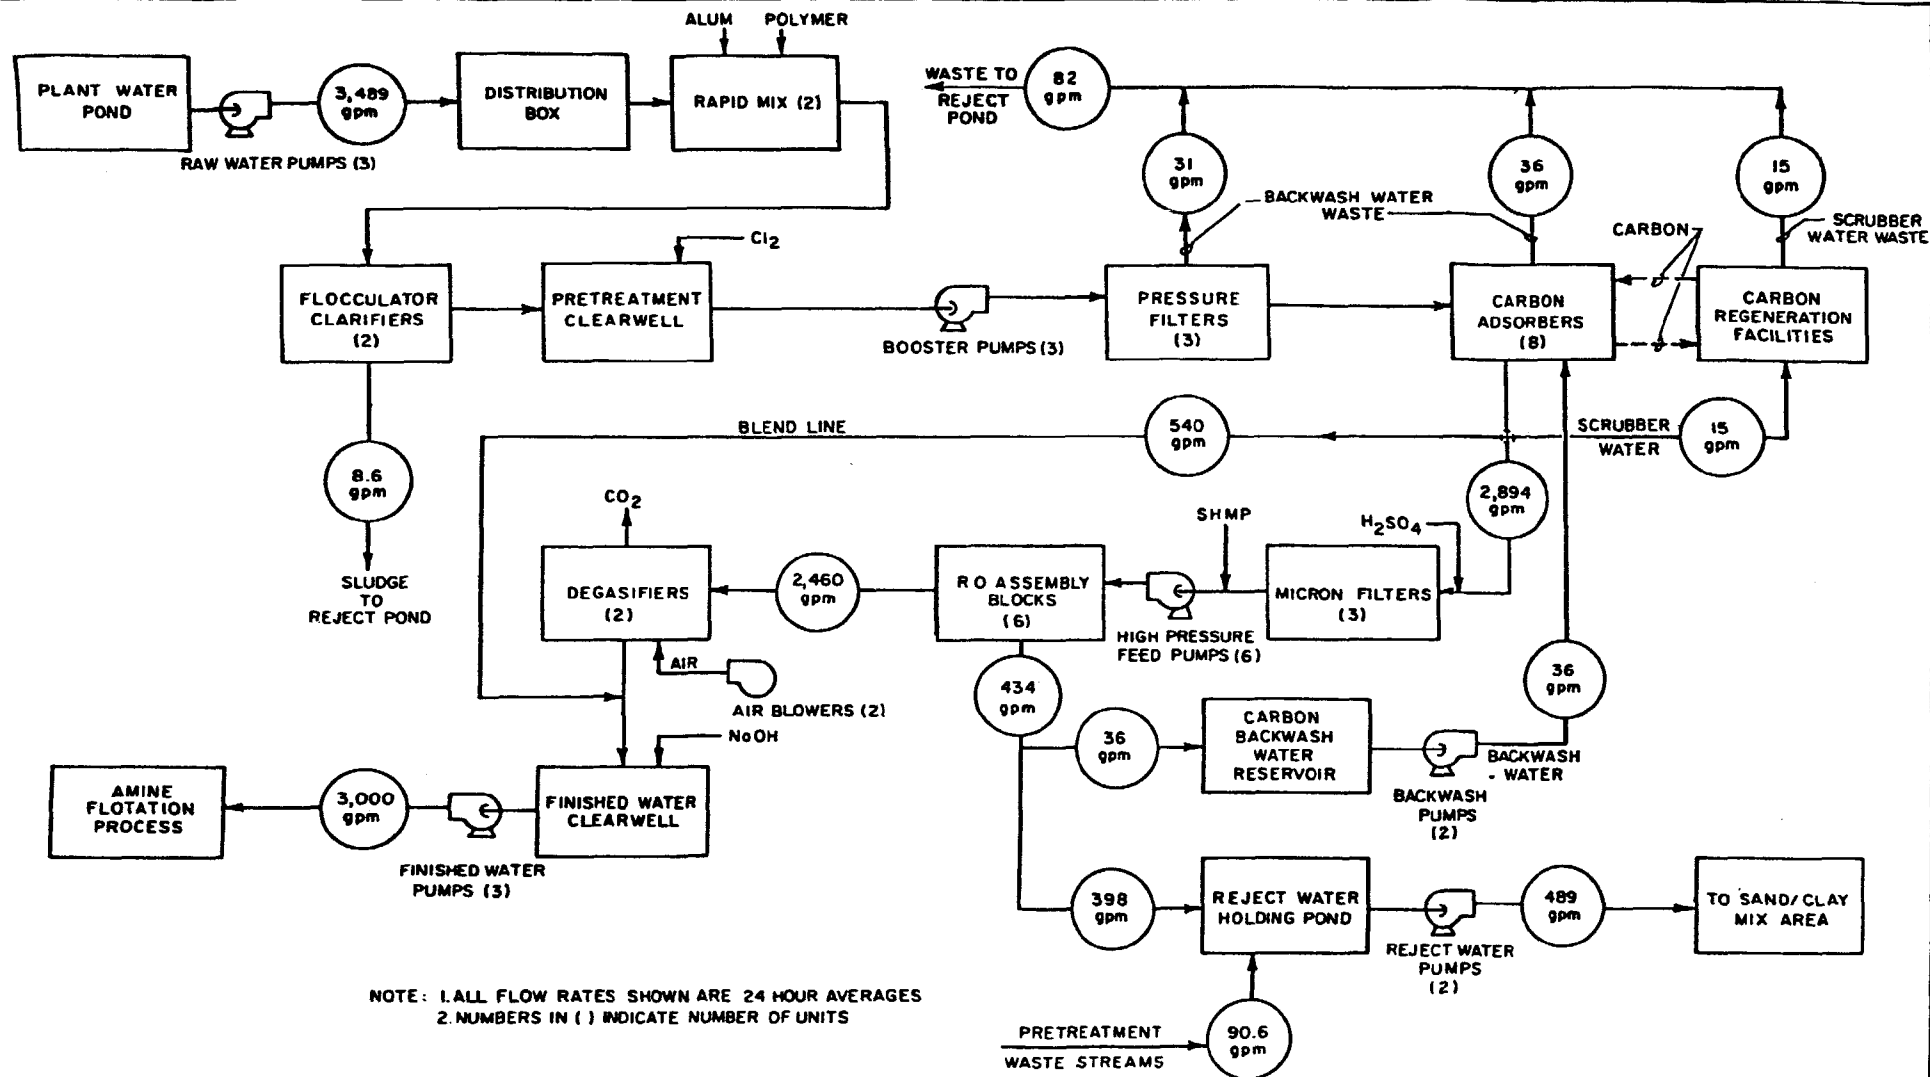 ALUM
POLYMER
PLANT WATER
POND
RAW WATER PUMPS (3)
3,489
gpm
DISTRIBUTION
BOX
RAPID MIX (2)
WASTE TO
REJECT
POND
82
gpm
31
gpm
36
gpm
15
gpm
BACKWASH WATER
WASTE
CARBON
SCRUBBER
WATER WASTE
FLOCCULATOR
CLARIFIERS
(2)
Cl2
PRETREATMENT
CLEARWELL
BOOSTER PUMPS (3)
PRESSURE
FILTERS
(3)
CARBON
ADSORBERS
(8)
CARBON
REGENERATION
FACILITIES
8.6
gpm
SLUDGE
TO
REJECT POND
BLEND LINE
540
gpm
SCRUBBER
WATER
15
gpm
2,894
gpm
CO2
DEGASIFIERS
(2)
2,460
gpm
RO ASSEMBLY
BLOCKS
(6)
SHMP
HIGH PRESSURE
FEED PUMPS (6)
H2SO4
MICRON FILTERS
(3)
AIR
AIR BLOWERS (2)
NaOH
434
gpm
36
gpm
CARBON
BACKWASH
WATER
RESERVOIR
BACKWASH
PUMPS
(2)
BACKWASH
WATER
36
gpm
AMINE
FLOTATION
PROCESS
3,000
gpm
FINISHED WATER
PUMPS (3)
FINISHED WATER
CLEARWELL
398
gpm
REJECT WATER
HOLDING POND
REJECT WATER
PUMPS
(2)
489
gpm
TO SAND/CLAY
MIX AREA
PRETREATMENT
WASTE STREAMS
90.6
gpm
NOTE: 1. ALL FLOW RATES SHOWN ARE 24 HOUR AVERAGES
2. NUMBERS IN ( ) INDICATE NUMBER OF UNITS